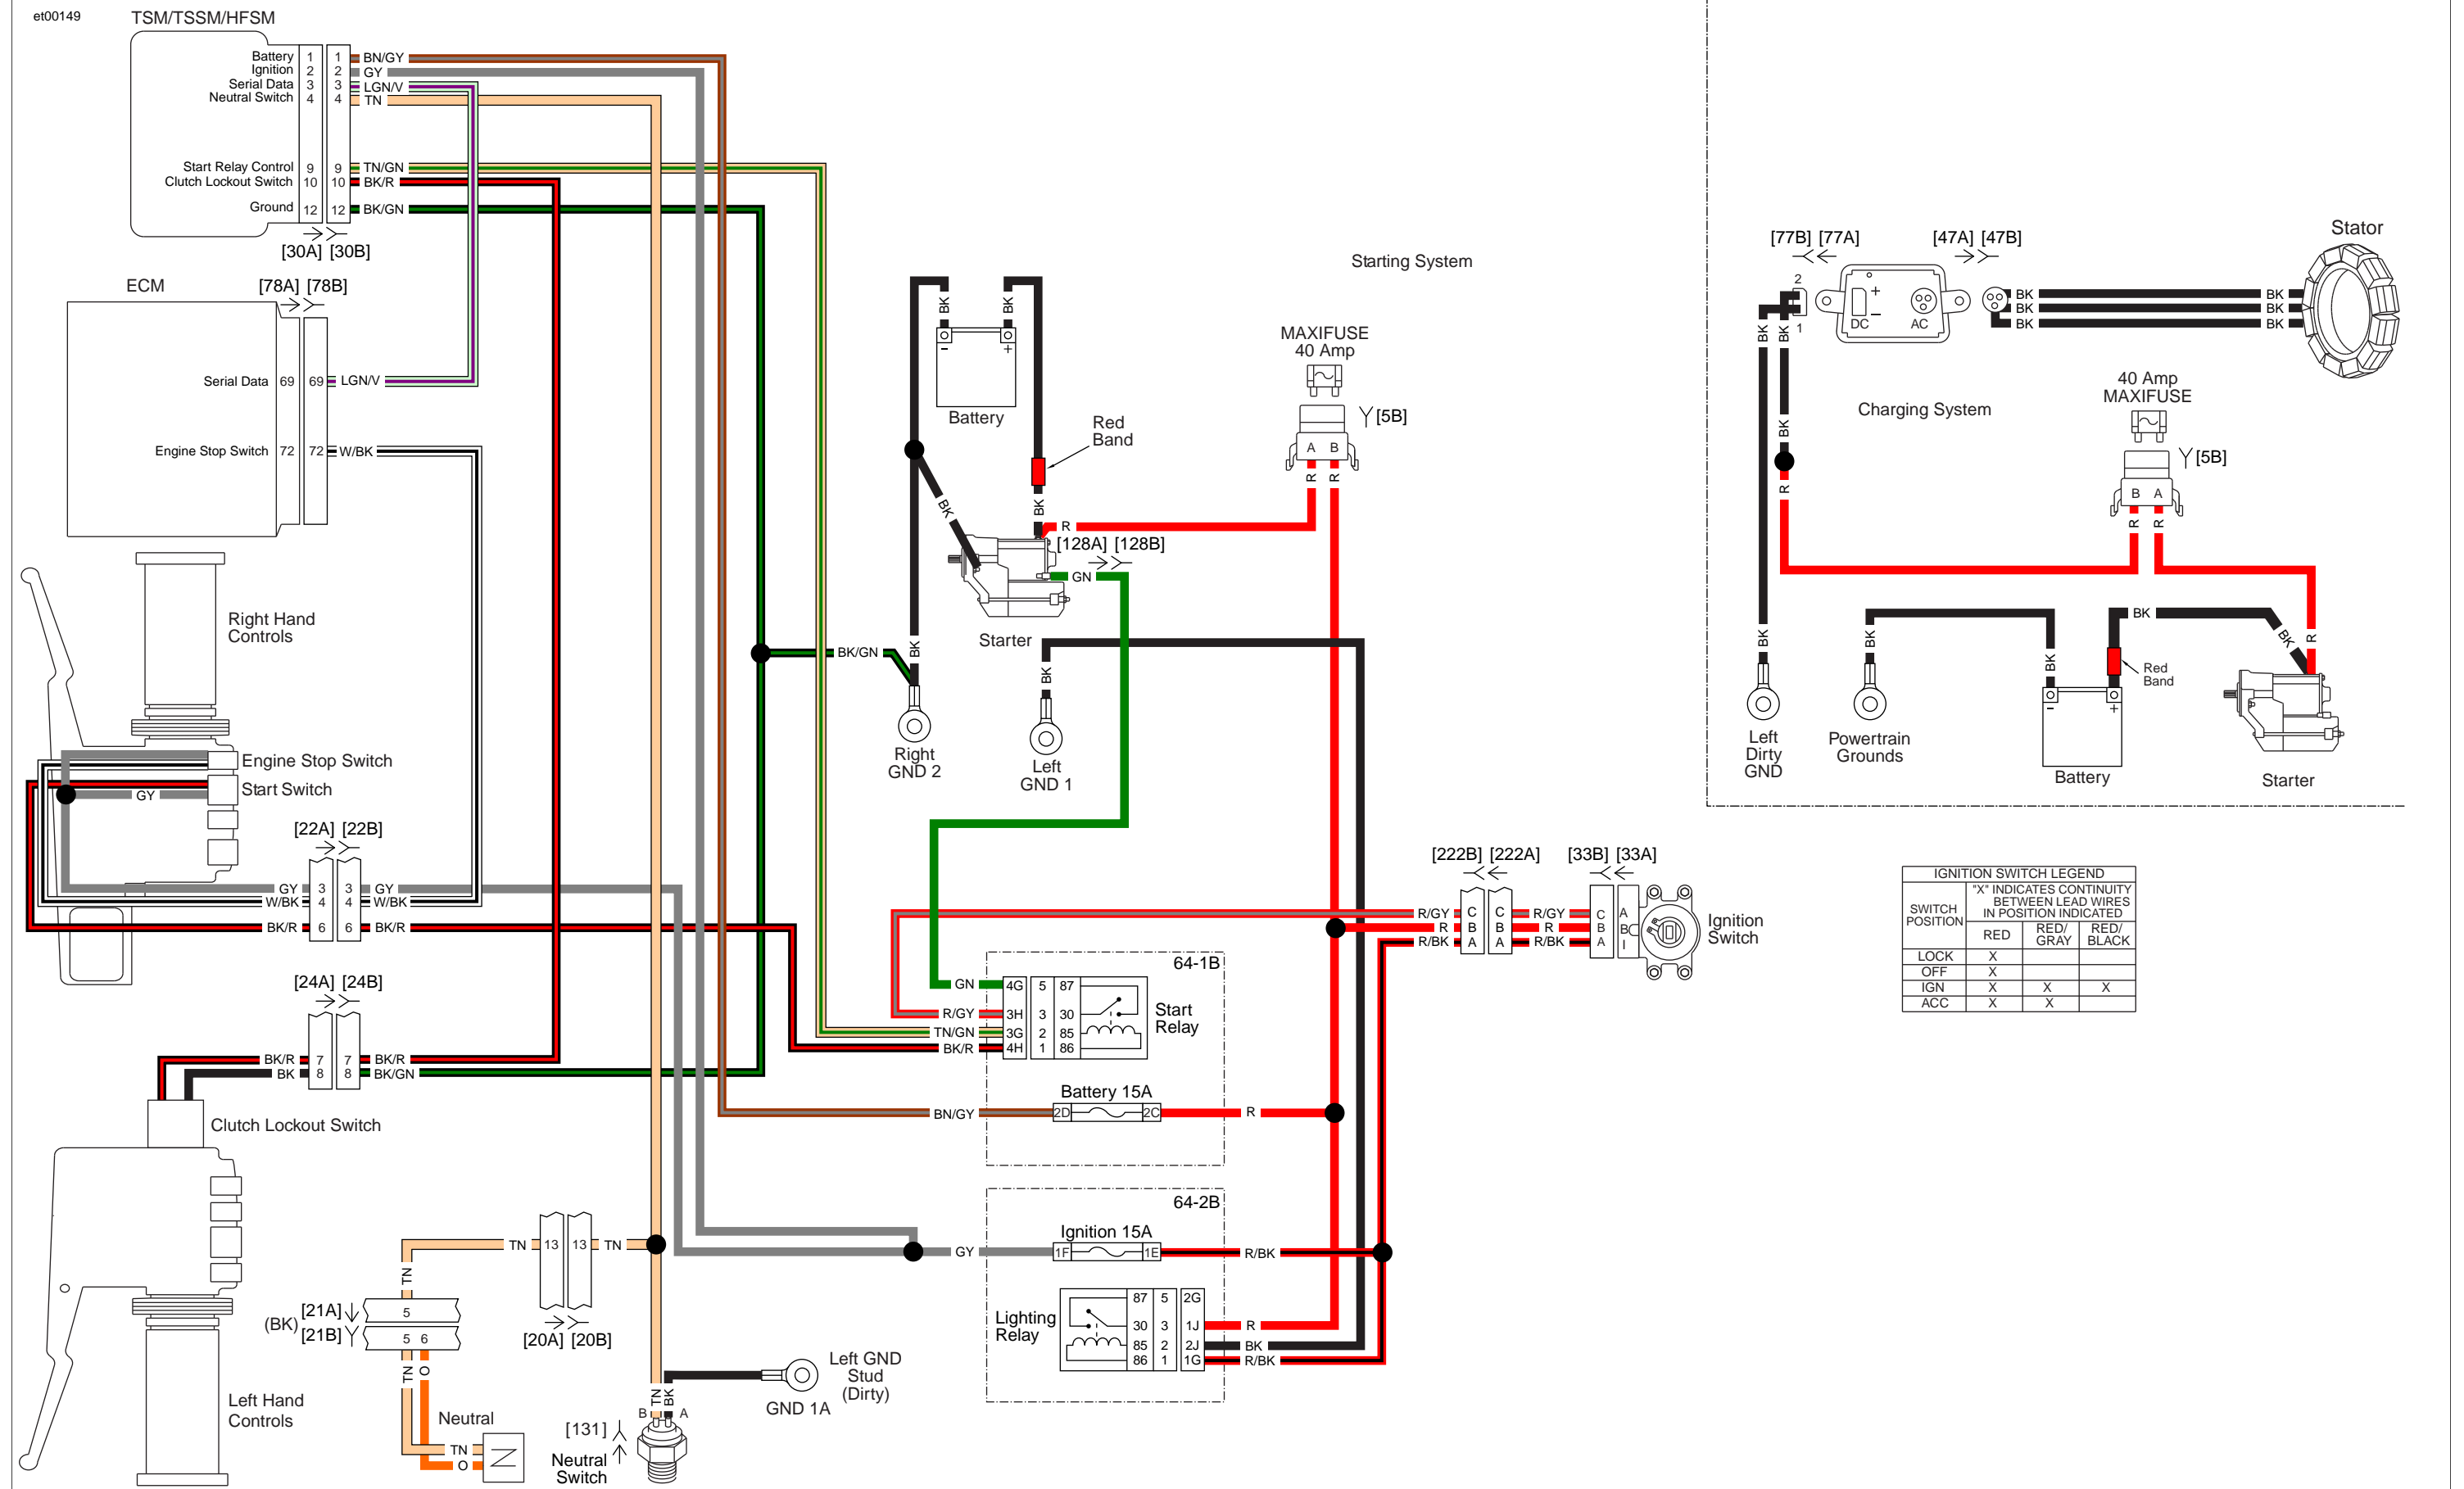 et00149
TSM/TSSM/HFSM
Battery 1 1 BN/GY
Ignition 2 2 GY
Serial Data 3 3 LGN/V
Neutral Switch 4 4 TN
Start Relay Control 9 9 TN/GN
Clutch Lockout Switch 10 10 BK/R
Ground 12 12 BK/GN
[30A] [30B]
ECM
[78A] [78B]
Serial Data 69 69 LGN/V
Engine Stop Switch 72 72 W/BK
Right Hand
Controls
Engine Stop Switch
Start Switch
GY
[22A] [22B]
GY 3 3 GY
W/BK 4 4 W/BK
BK/R 6 6 BK/R
[24A] [24B]
BK/R 7 7 BK/R
BK 8 8 BK/GN
Clutch Lockout Switch
Left Hand
Controls
TN 13 13 TN
[20A] [20B]
TN
(BK)
[21A] 5
[21B] 5 6
TN O
Neutral
TN
O
N
[131]
Neutral
Switch
B A
TN BK
Left GND
Stud
(Dirty)
GND 1A
Starting System
BK BK
- +
Battery
Red
Band
BK
BK
R
[128A] [128B]
GN
Starter
BK/GN
BK
BK
Right
GND 2
Left
GND 1
MAXIFUSE
40 Amp
[5B]
A B
R R
64-1B
GN 4G 5 87
R/GY 3H 3 30
TN/GN 3G 2 85
BK/R 4H 1 86
Start
Relay
Battery 15A
BN/GY 2D 2C R
64-2B
Ignition 15A
GY 1F 1E R/BK
Lighting
Relay
87 5 2G
30 3 1J R
85 2 2J BK
86 1 1G R/BK
[222B] [222A] [33B] [33A]
R/GY C C R/GY C A
R B B R B B
R/BK A A R/BK A I
Ignition
Switch
[77B] [77A]
[47A] [47B]
Stator
2
1
+
-
DC AC
BK BK
BK BK
BK BK
BK BK
Charging System
BK
R
40 Amp
MAXIFUSE
[5B]
B A
R R
BK
BK
BK
BK
BK
R
Red
Band
- +
Left
Dirty
GND
Powertrain
Grounds
Battery
Starter
IGNITION SWITCH LEGEND
SWITCH
POSITION
"X" INDICATES CONTINUITY
BETWEEN LEAD WIRES
IN POSITION INDICATED
RED RED/
GRAY RED/
BLACK
LOCK X
OFF X
IGN X X X
ACC X X